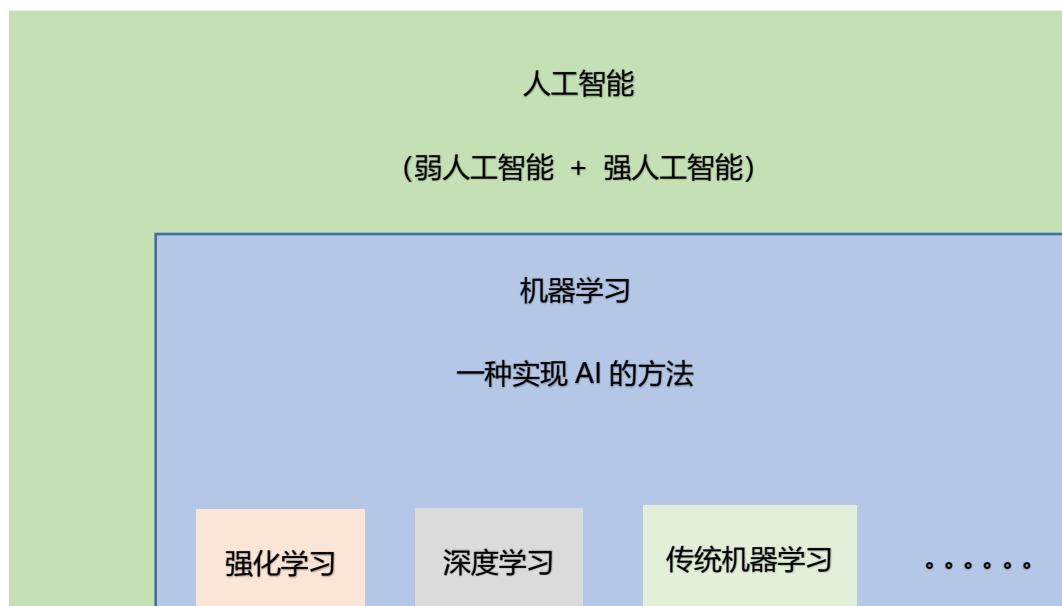 人工智能
（弱人工智能 + 强人工智能）
机器学习
一种实现 AI 的方法
强化学习
深度学习
传统机器学习
。。。。。。